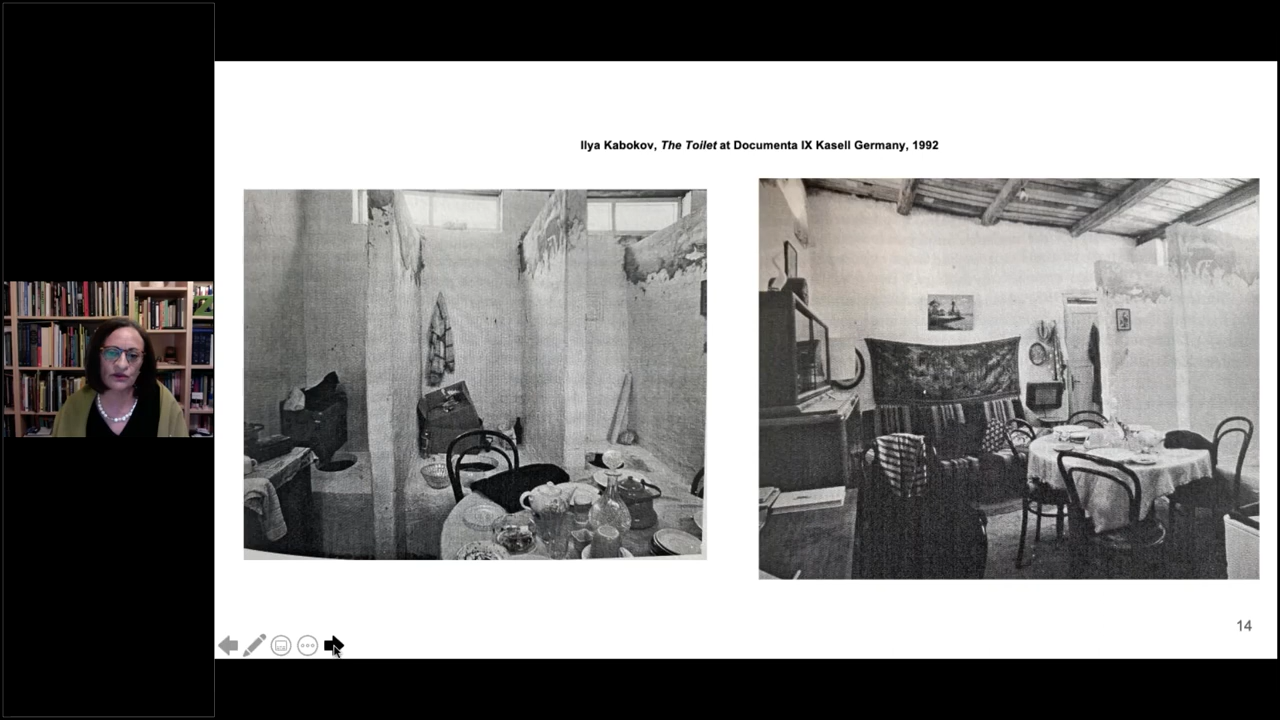 Ilya Kabokov, The Toilet at Documenta IX Kasell Germany, 1992
14